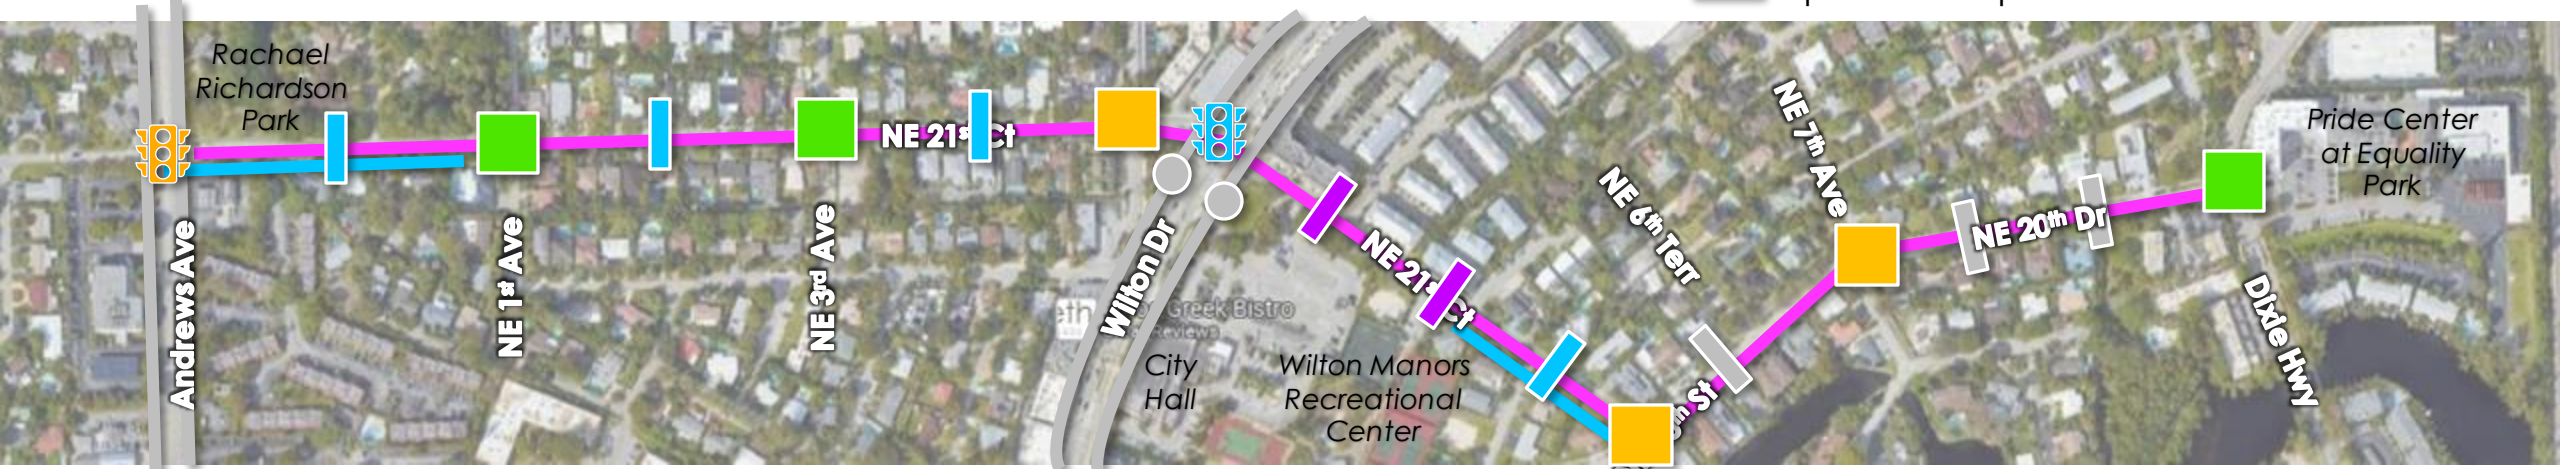 Rachael
Richardson
Park
Andrews Ave
NE 1st Ave
NE 3rd Ave
NE 21st Ct
Wilton Dr
Greek Bistro
Reviews
City
Hall
NE 21st Ct
Wilton Manors
Recreational
Center
NE 6th Terr
St
NE 7th Ave
NE 20th Dr
Dixie Hwy
Pride Center
at Equality
Park